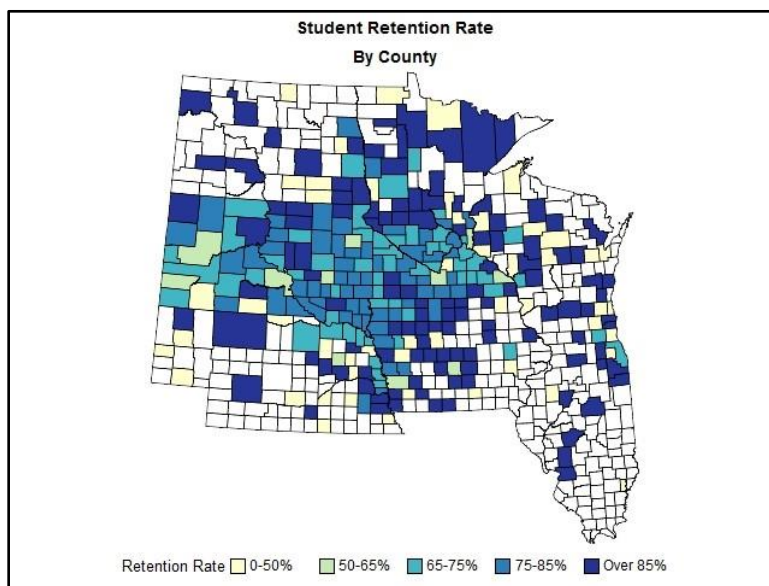 Student Retention Rate
By County
Retention Rate 0-50% 50-65% 65-75% 75-85% Over 85%